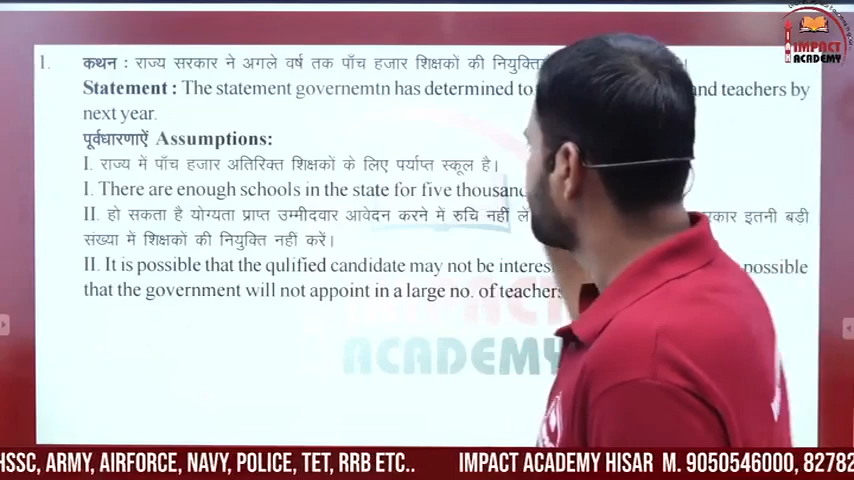 IMPACT
ACADEMY
1. कथन : राज्य सरकार ने अगले वर्ष तक पाँच हजार शिक्षकों की
Statement : The statement governemtn has determined to and teachers by
next year.
पूर्वधारणाऐं Assumptions:
I. राज्य में पाँच हजार अतिरिक्त शिक्षकों के लिए पर्याप्त स्कूल है।
I. There are enough schools in the state for five
II. हो सकता है योग्यता प्राप्त उम्मीदवार आवेदन करने में रुचि नहीं इतनी बड़ी
संख्या में शिक्षकों की नियुक्ति नहीं करें।
II. It is possible that the qulified candidate may not be possible
that the government will not appoint in a large no. of
ACADEMY
HSSC, ARMY, AIRFORCE, NAVY, POLICE, TET, RRB ETC.. IMPACT ACADEMY HISAR M. 9050546000, 82782